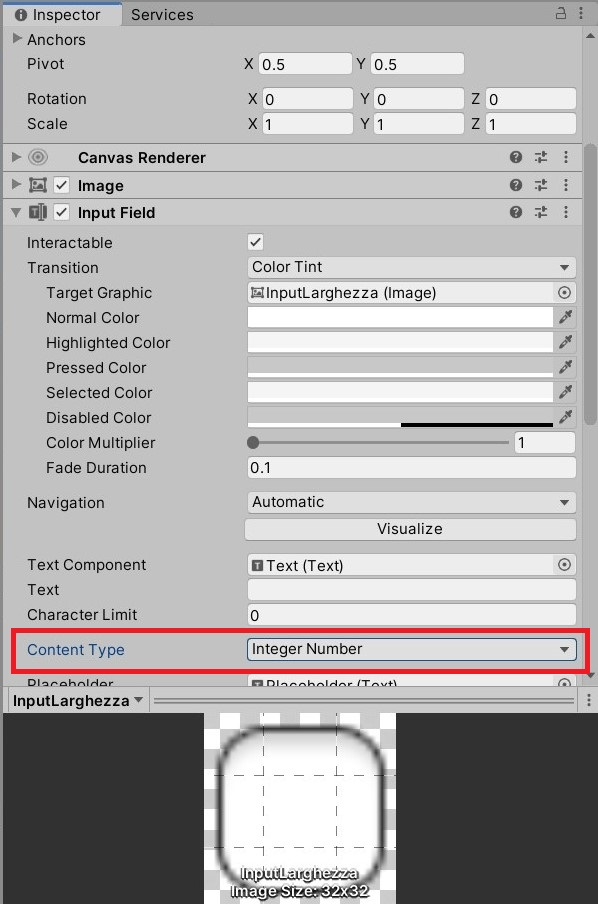 Inspector Services
Anchors
Pivot X 0.5 Y 0.5
Rotation X 0 Y 0 Z 0
Scale X 1 Y 1 Z 1
Canvas Renderer
Image
Input Field
Interactable
Transition Color Tint
Target Graphic InputLarghezza (Image)
Normal Color
Highlighted Color
Pressed Color
Selected Color
Disabled Color
Color Multiplier 1
Fade Duration 0.1
Navigation Automatic
Visualize
Text Component Text (Text)
Text
Character Limit 0
Content Type Integer Number
Placeholder Placeholder (Text)
InputLarghezza
InputLarghezza
Image Size: 32x32